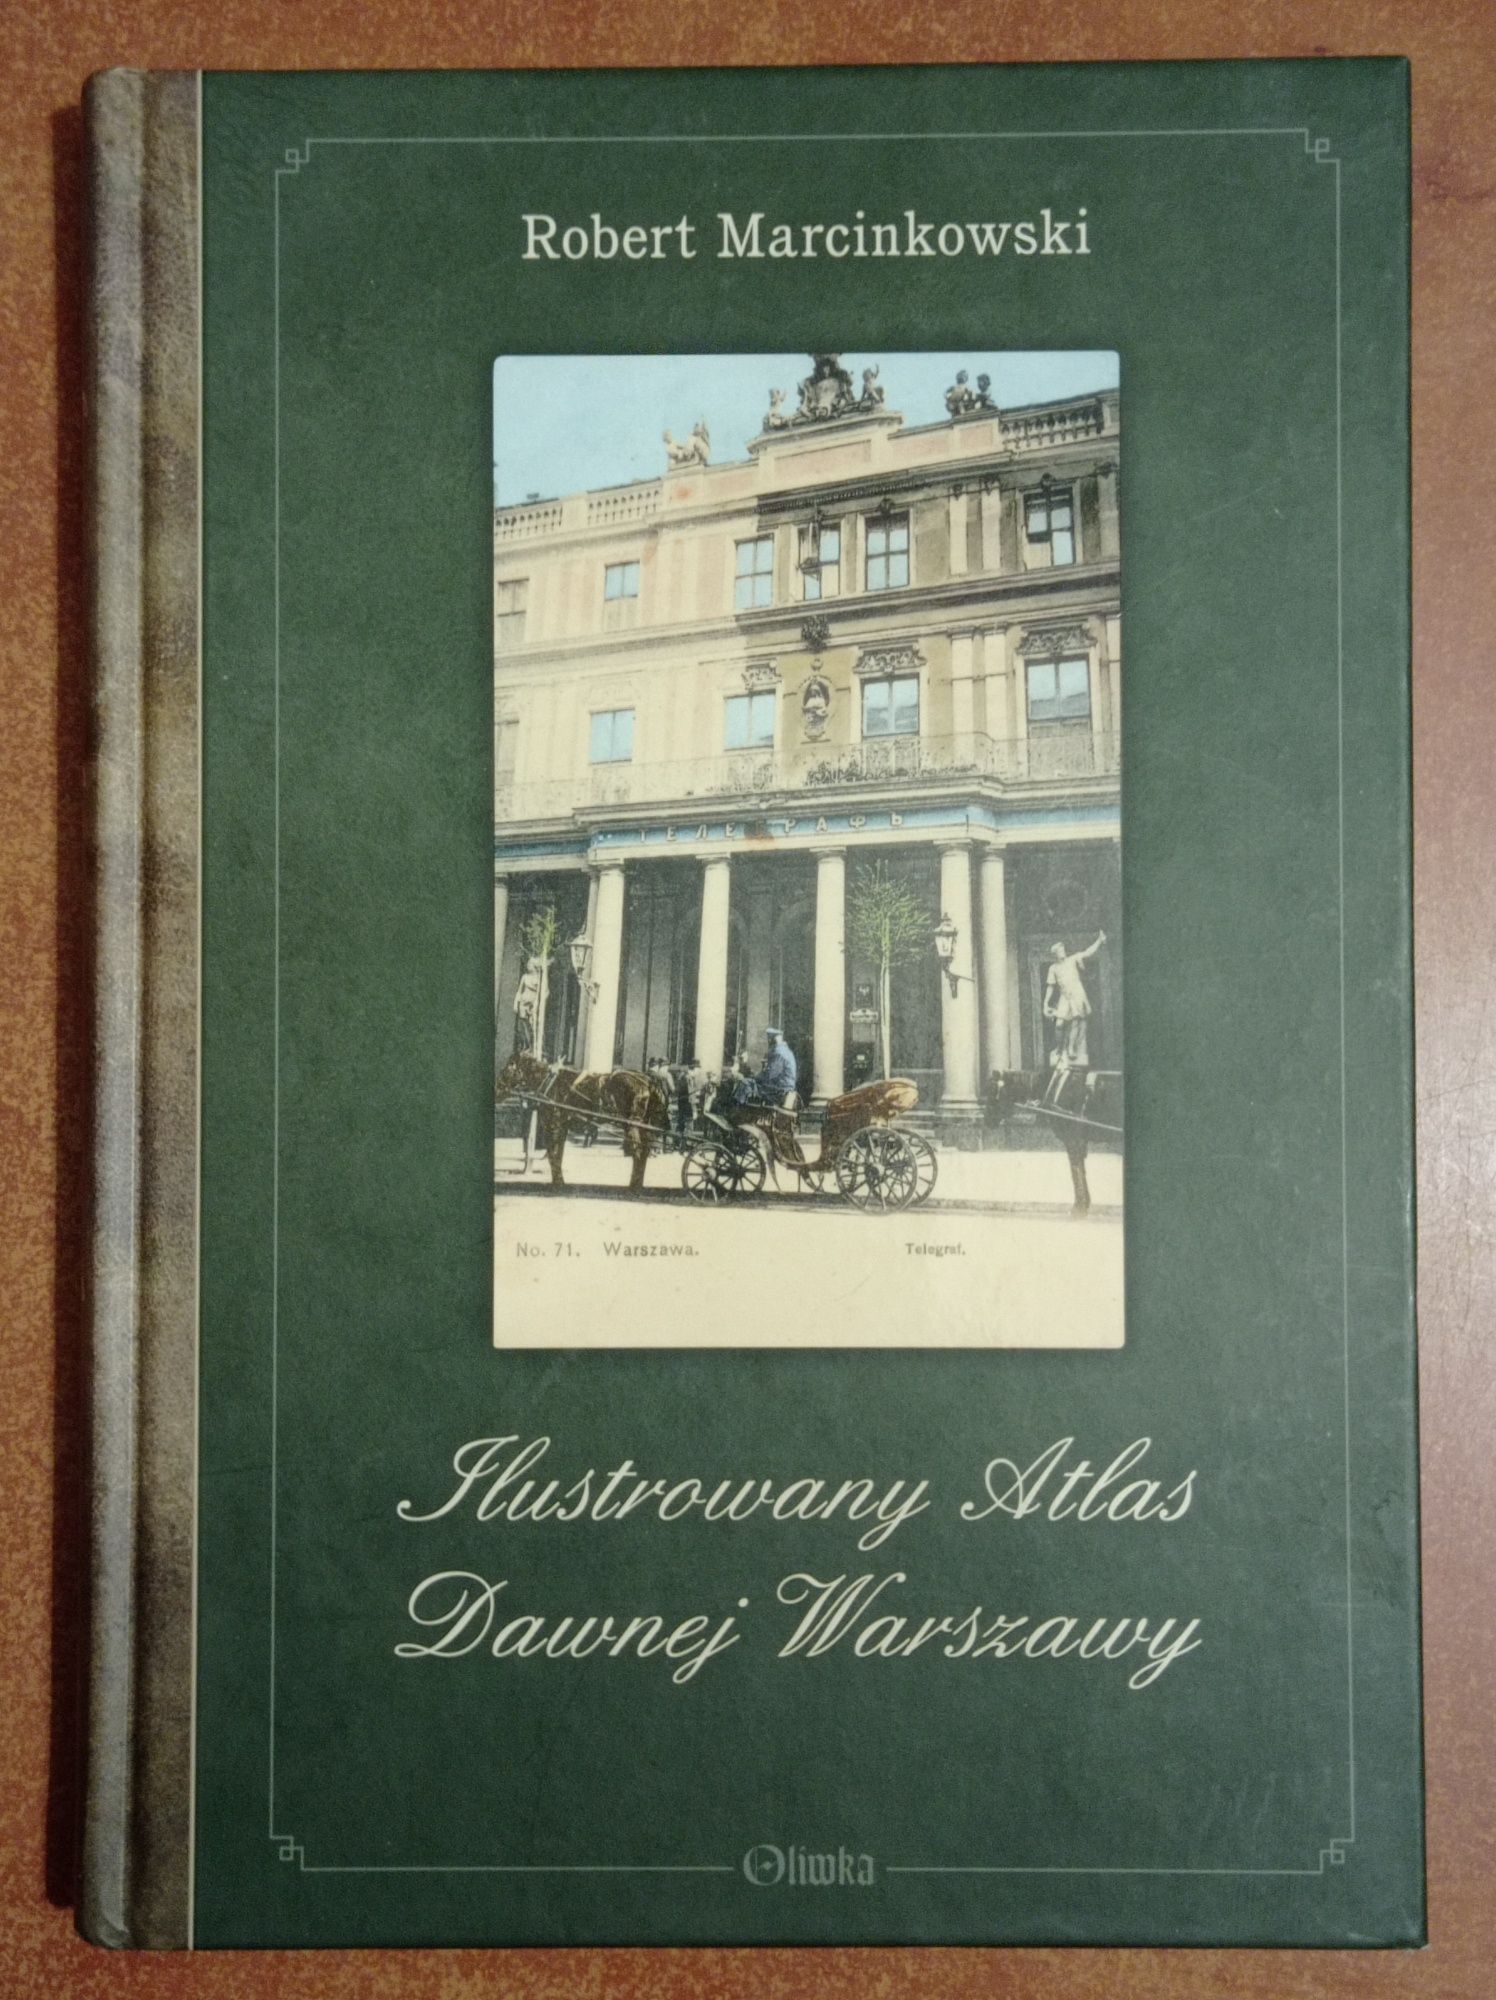 Robert Marcinkowski
ТЕЛЕГРАФЪ
No. 71. Warszawa. Telegraf.
Ilustrowany Atlas
Dawnej Warszawy
Oliwka